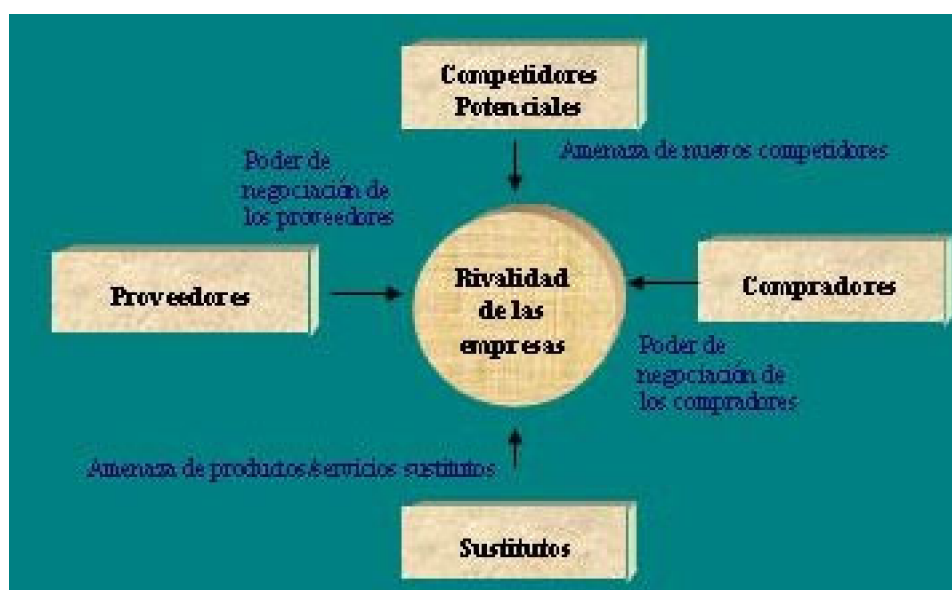 Competidores
Potenciales
Amenaza de nuevos competidores
Poder de
negociación de
los proveedores
Proveedores
Rivalidad
de las
empresas
Compradores
Poder de
negociación de
los compradores
Amenaza de productos/servicios sustitutos
Sustitutos